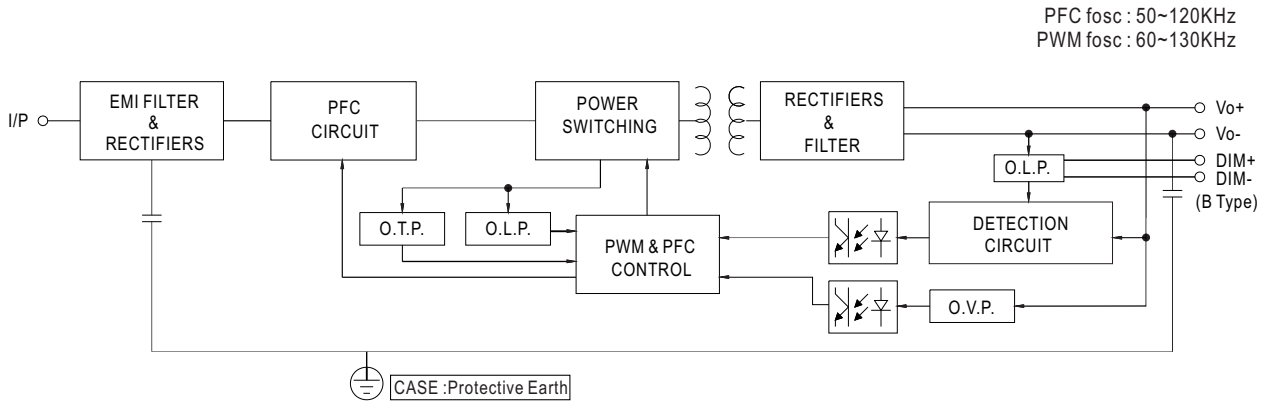 PFC fosc : 50~120KHz
PWM fosc : 60~130KHz
I/P
EMI FILTER
&
RECTIFIERS
PFC
CIRCUIT
POWER
SWITCHING
RECTIFIERS
&
FILTER
Vo+
Vo-
DIM+
DIM-
(B Type)
O.L.P.
O.T.P.
O.L.P.
PWM & PFC
CONTROL
DETECTION
CIRCUIT
O.V.P.
CASE :Protective Earth